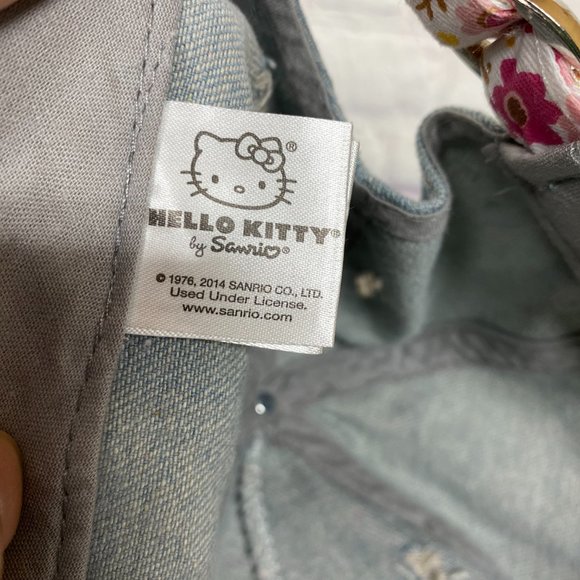 ®
HELLO KITTY®
by Sanrio®
© 1976, 2014 SANRIO CO., LTD.
Used Under License.
www.sanrio.com